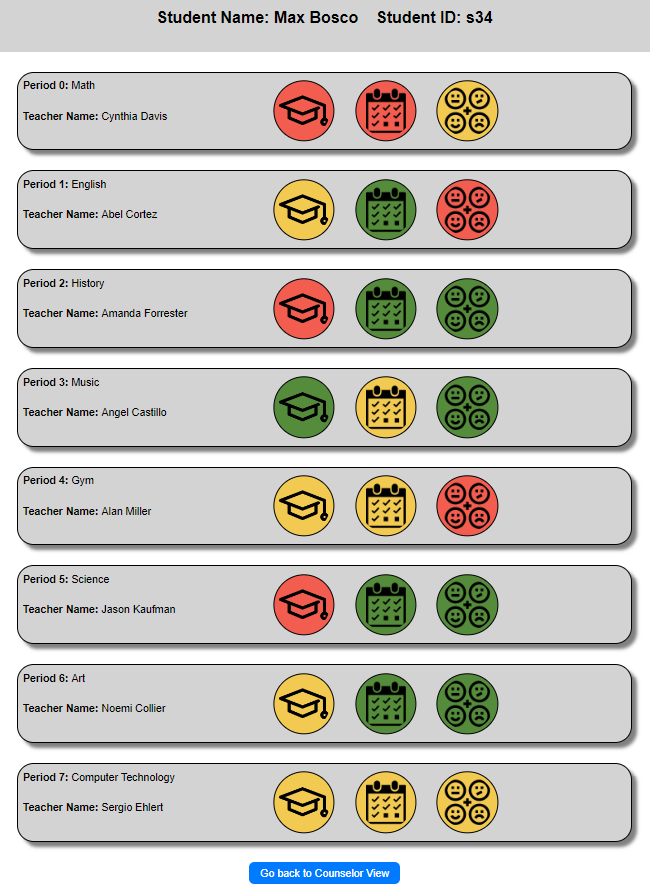 Student Name: Max Bosco Student ID: s34
Period 0: Math
Teacher Name: Cynthia Davis
Period 1: English
Teacher Name: Abel Cortez
Period 2: History
Teacher Name: Amanda Forrester
Period 3: Music
Teacher Name: Angel Castillo
Period 4: Gym
Teacher Name: Alan Miller
Period 5: Science
Teacher Name: Jason Kaufman
Period 6: Art
Teacher Name: Noemi Collier
Period 7: Computer Technology
Teacher Name: Sergio Ehlert
Go back to Counselor View